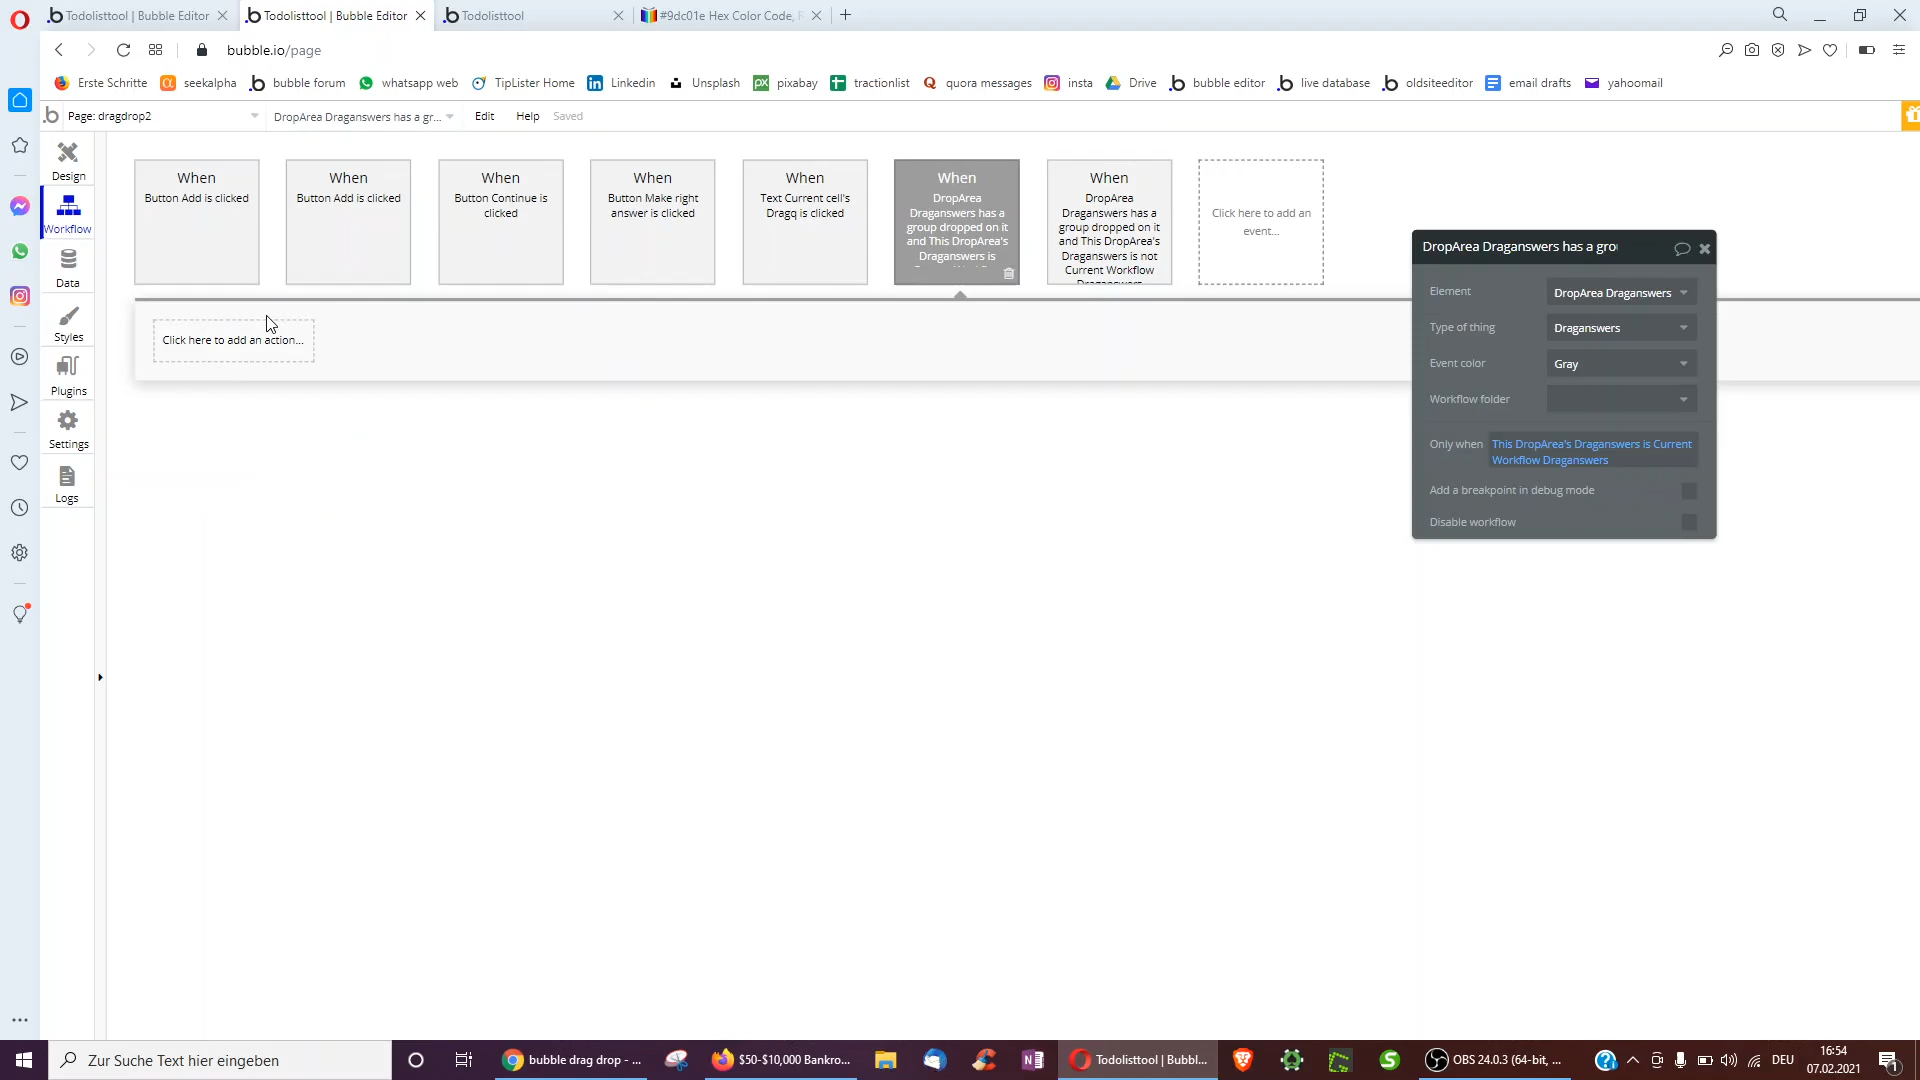 Todolisttool | Bubble Editor
Todolisttool | Bubble Editor
Todolisttool
#9dc01e Hex Color Code,
bubble.io/page
Erste Schritte
seekalpha
bubble forum
whatsapp web
TipLister Home
Linkedin
Unsplash
pixabay
tractionlist
quora messages
insta
Drive
bubble editor
live database
oldsiteeditor
email drafts
yahoomail
Page: dragdrop2
DropArea Draganswers has a gr...
Edit
Help
Saved
Design
Workflow
Data
Styles
Plugins
Settings
Logs
When
Button Add is clicked
When
Button Add is clicked
When
Button Continue is
clicked
When
Button Make right
answer is clicked
When
Text Current cell's
Dragq is clicked
When
DropArea
Draganswers has a
group dropped on it
and This DropArea's
Draganswers is
When
DropArea
Draganswers has a
group dropped on it
and This DropArea's
Draganswers is not
Current Workflow
Draganswers
Click here to add an
event...
Click here to add an action...
DropArea Draganswers has a gro
Element
DropArea Draganswers
Type of thing
Draganswers
Event color
Gray
Workflow folder
Only when
This DropArea's Draganswers is Current
Workflow Draganswers
Add a breakpoint in debug mode
Disable workflow
Zur Suche Text hier eingeben
bubble drag drop - ...
$50-$10,000 Bankro...
Todolisttool | Bubbl...
OBS 24.0.3 (64-bit, ...
DEU
16:54
07.02.2021
1